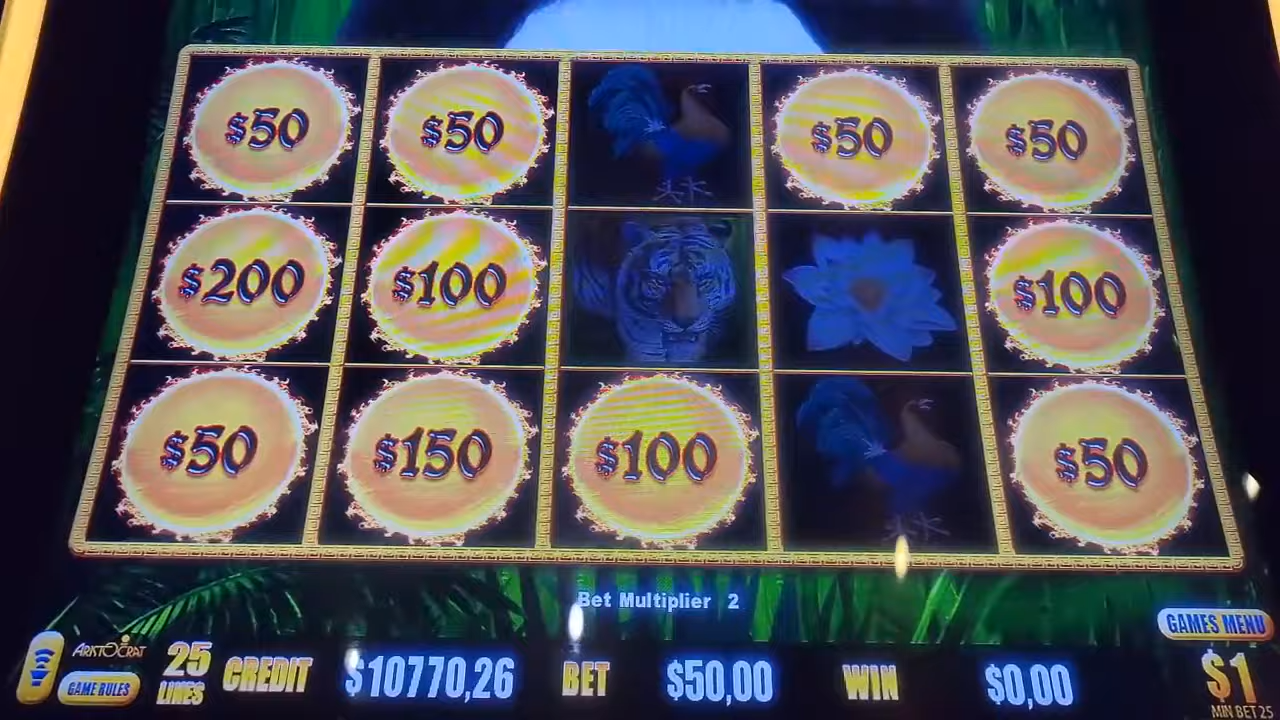 $50 $50 $50 $50
$200 $100 $100
$50 $150 $100 $50
Bet Multiplier 2
GAMES MENU
ARISTOCRAT
GAME RULES
25
LINES
CREDIT $10770,26 BET $50,00 WIN $0,00
$1
MIN BET 25